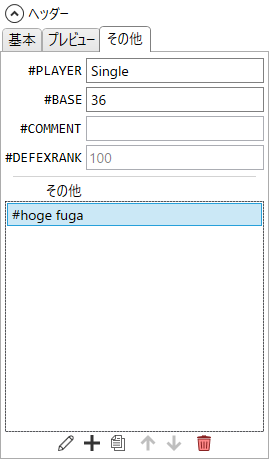 ヘッダー
基本 プレビュー その他
#PLAYER Single
#BASE 36
#COMMENT
#DEFEXRANK 100
その他
#hoge fuga